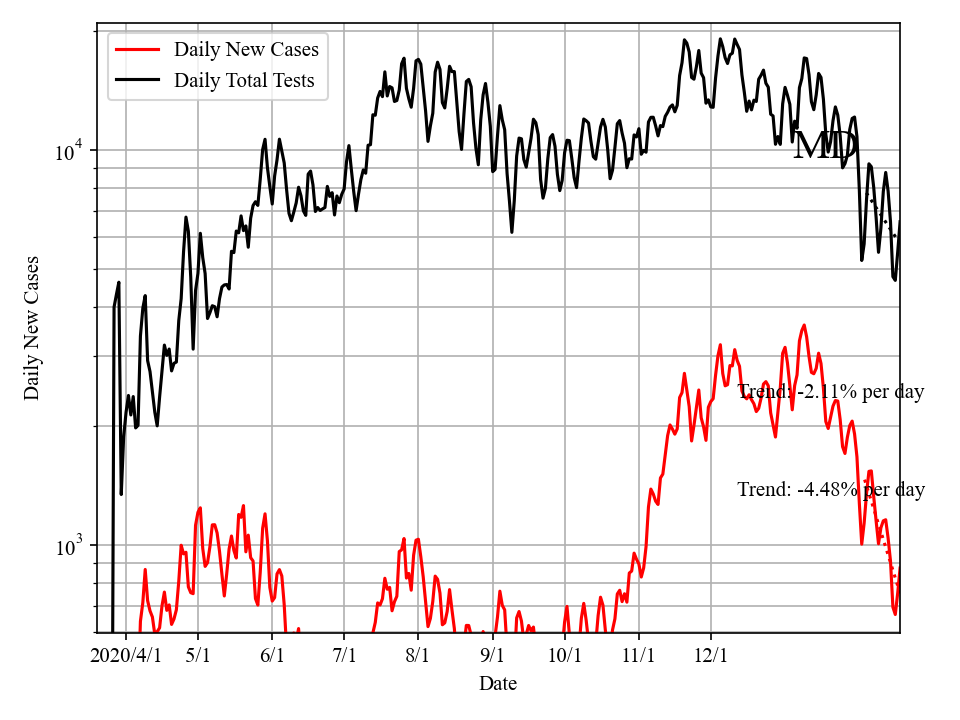 Daily New Cases
Daily Total Tests
MD
Trend: -2.11% per day
Trend: -4.48% per day
10^4
10^3
Daily New Cases
2020/4/1 5/1 6/1 7/1 8/1 9/1 10/1 11/1 12/1
Date